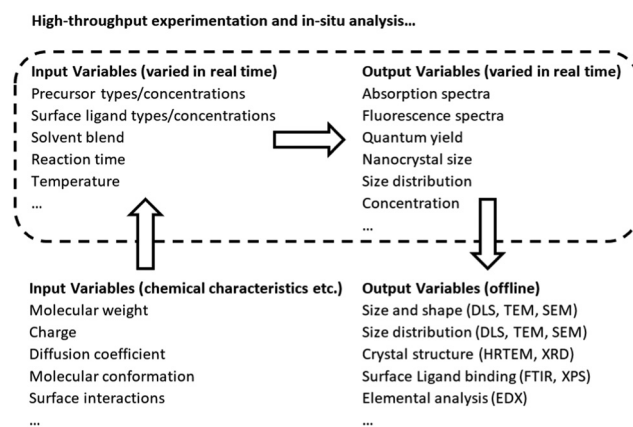 High-throughput experimentation and in-situ analysis...
Input Variables (varied in real time)
Precursor types/concentrations
Surface ligand types/concentrations
Solvent blend
Reaction time
Temperature
...
Output Variables (varied in real time)
Absorption spectra
Fluorescence spectra
Quantum yield
Nanocrystal size
Size distribution
Concentration
...
Input Variables (chemical characteristics etc.)
Molecular weight
Charge
Diffusion coefficient
Molecular conformation
Surface interactions
...
Output Variables (offline)
Size and shape (DLS, TEM, SEM)
Size distribution (DLS, TEM, SEM)
Crystal structure (HRTEM, XRD)
Surface Ligand binding (FTIR, XPS)
Elemental analysis (EDX)
...